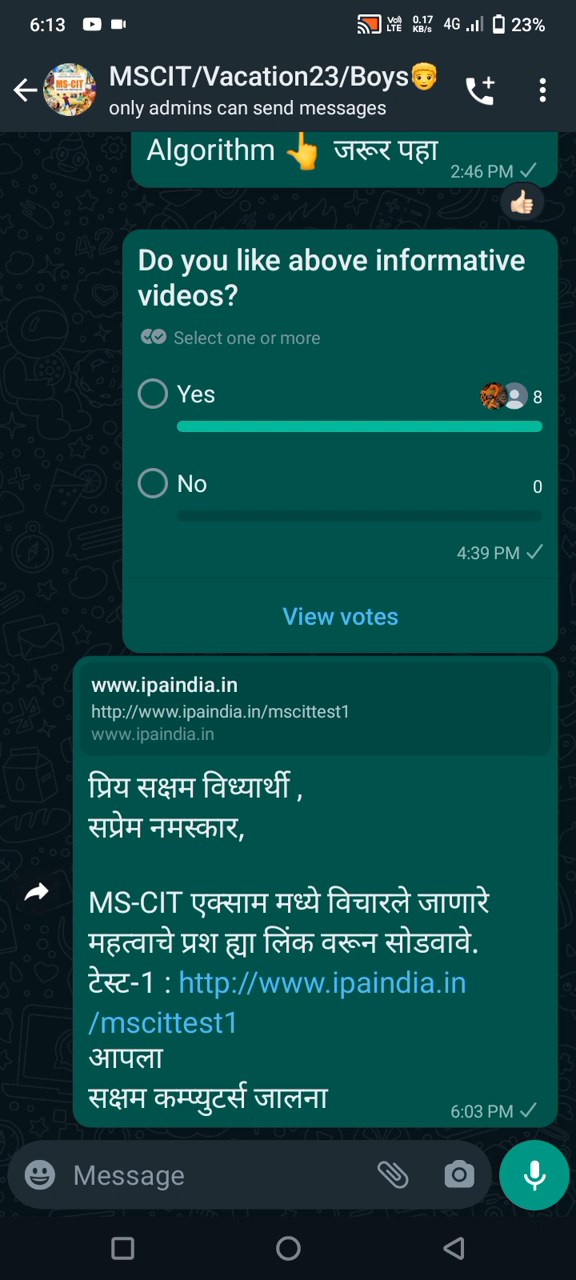 6:13
Vo) LTE
0.17 KB/s
4G
23%
MSCIT/Vacation23/Boys👨‍🦱
only admins can send messages
MS-CIT
Algorithm 👆 जरूर पहा
2:46 PM
👍🏻
Do you like above informative
videos?
Select one or more
Yes
8
No
0
4:39 PM
View votes
www.ipaindia.in
http://www.ipaindia.in/mscittest1
www.ipaindia.in
प्रिय सक्षम विध्यार्थी ,
सप्रेम नमस्कार,
MS-CIT एक्साम मध्ये विचारले जाणारे
महत्वाचे प्रश ह्या लिंक वरून सोडवावे.
टेस्ट-1 : http://www.ipaindia.in
/mscittest1
आपला
सक्षम कम्प्युटर्स जालना
6:03 PM
Message